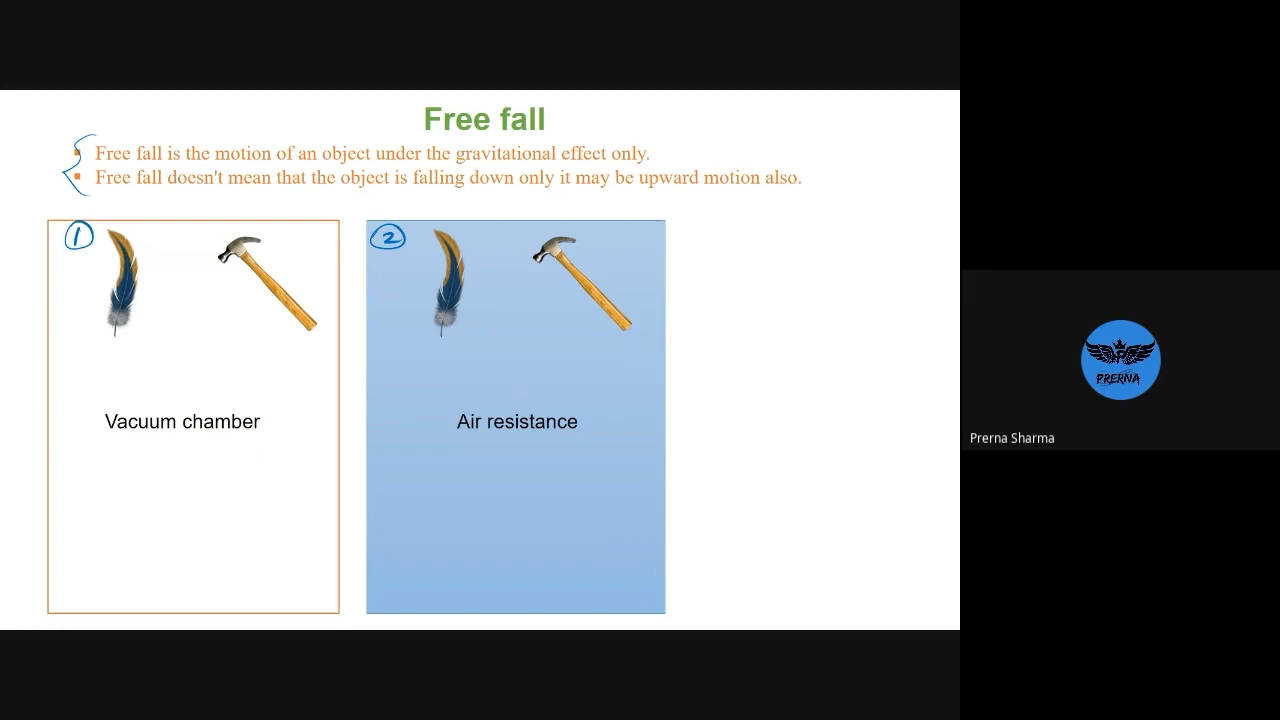 Free fall
Free fall is the motion of an object under the gravitational effect only.
Free fall doesn't mean that the object is falling down only it may be upward motion also.
1
2
Vacuum chamber
Air resistance
PRERNA
Prerna Sharma